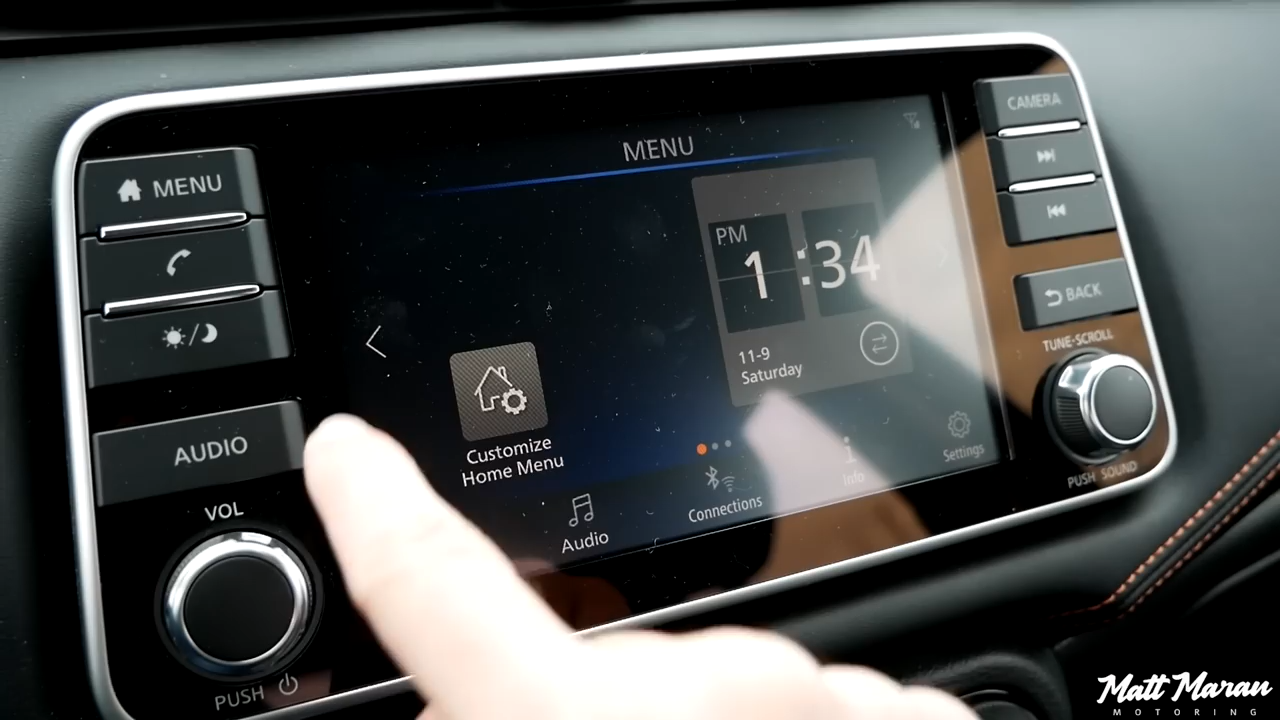 MENU
AUDIO
VOL
PUSH
MENU
PM
1:34
11-9
Saturday
Customize
Home Menu
Audio
Connections
Info
Settings
CAMERA
BACK
TUNE·SCROLL
PUSH SOUND
Matt Maran
MOTORING